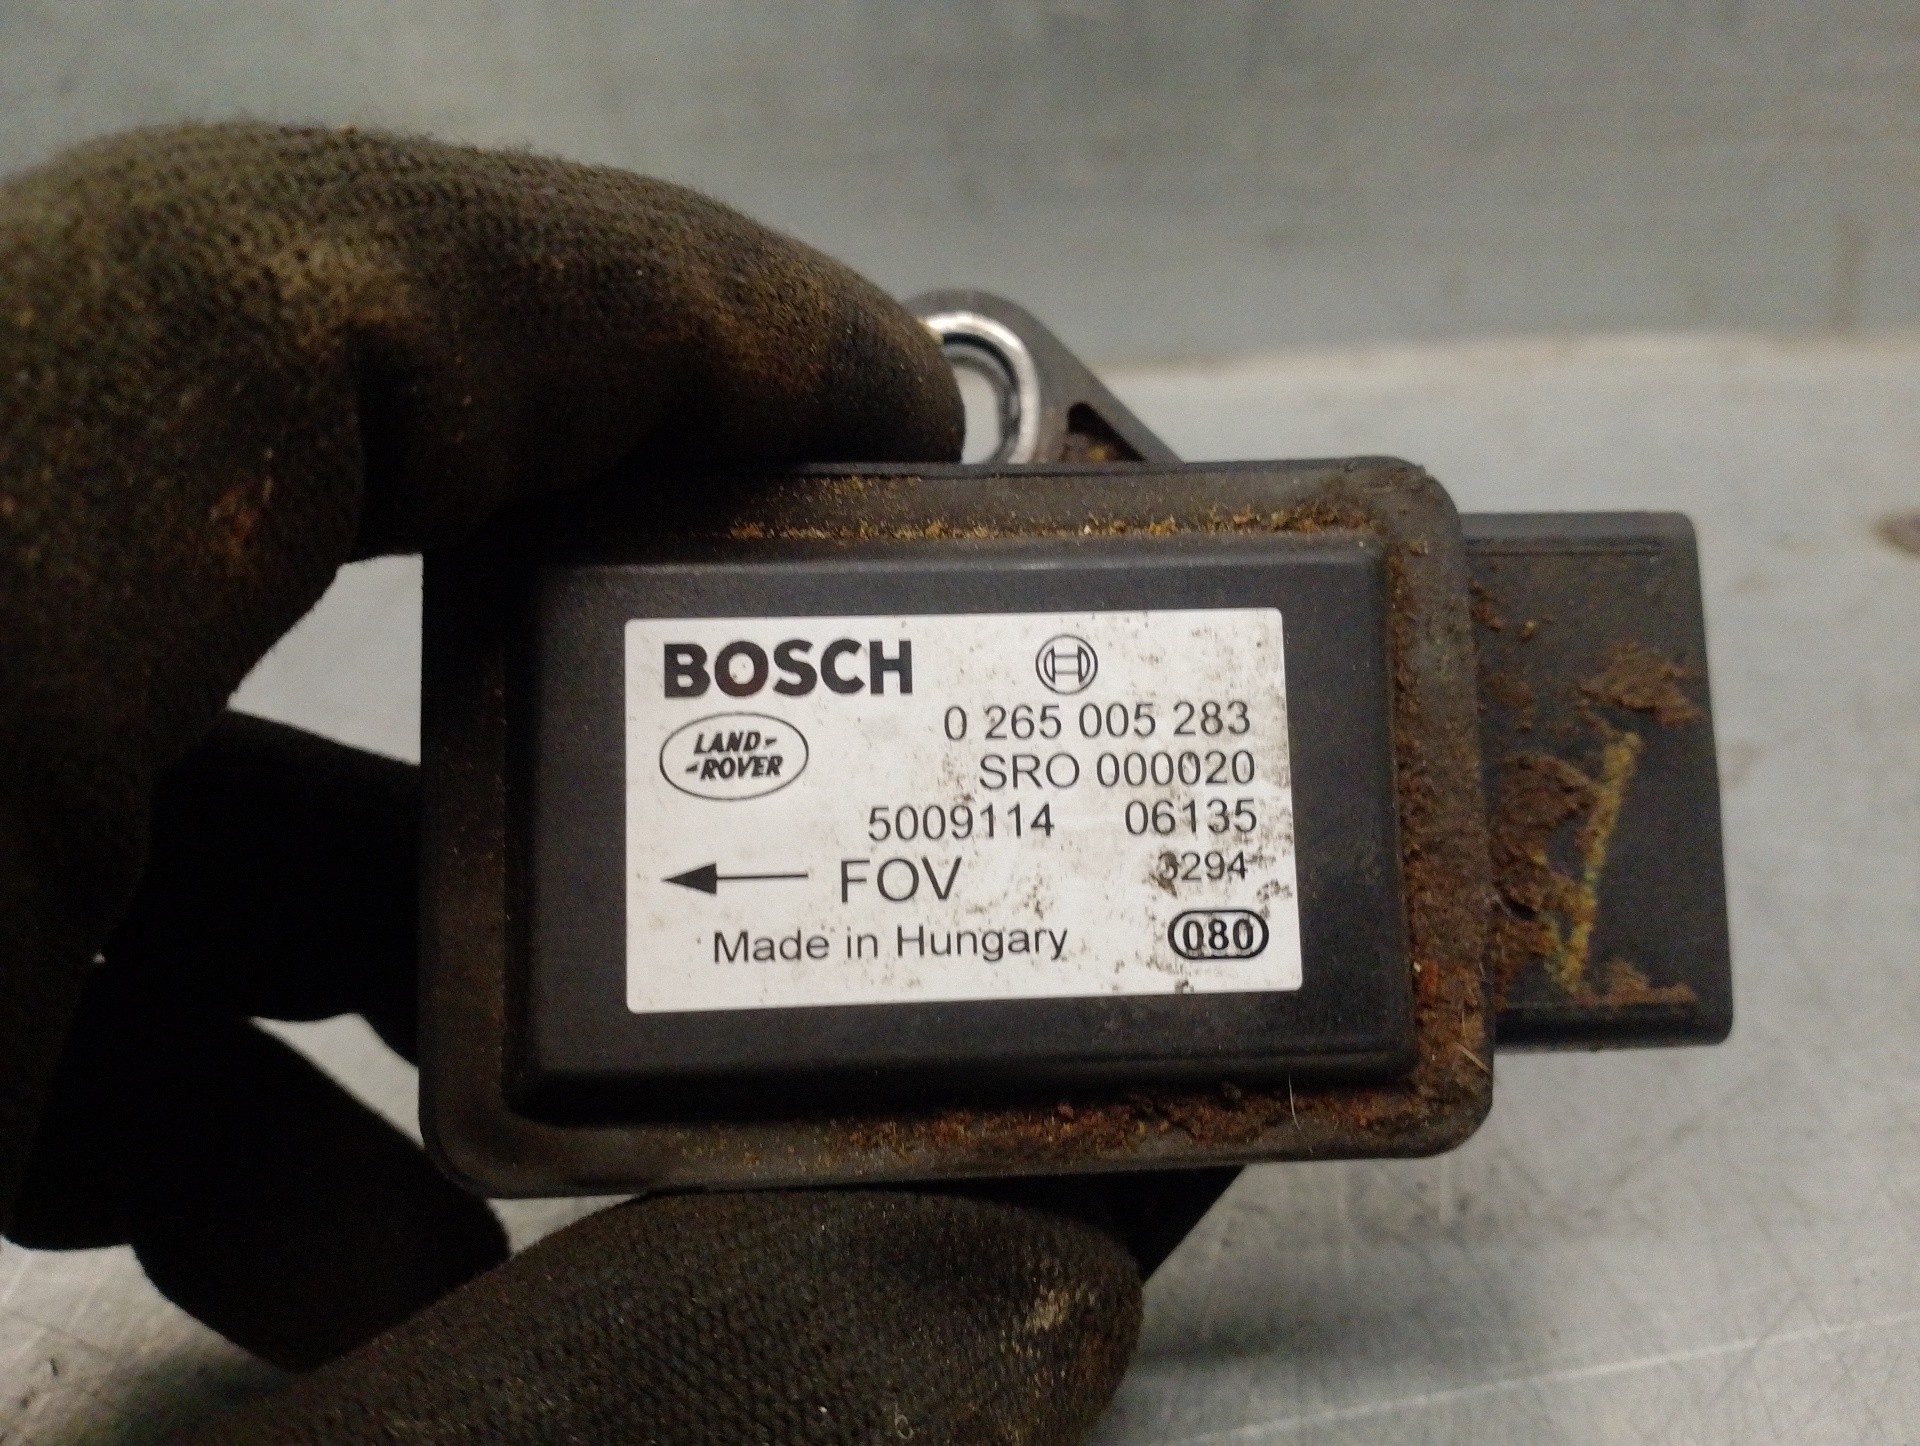 BOSCH
0 265 005 283
LAND-
-ROVER
SRO 000020
5009114 06135
FOV
3294
Made in Hungary
080